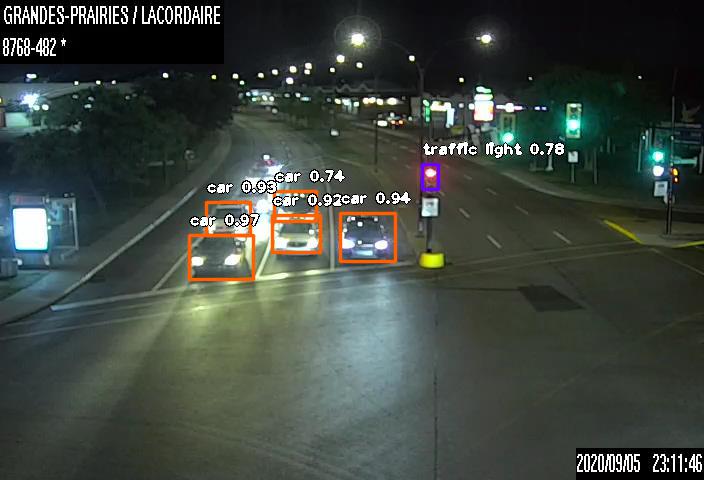 GRANDES-PRAIRIES / LACORDAIRE
8768-482 *
traffic light 0.78
car 0.74
car 0.93
car 0.92
car 0.94
car 0.97
2020/09/05 23:11:46